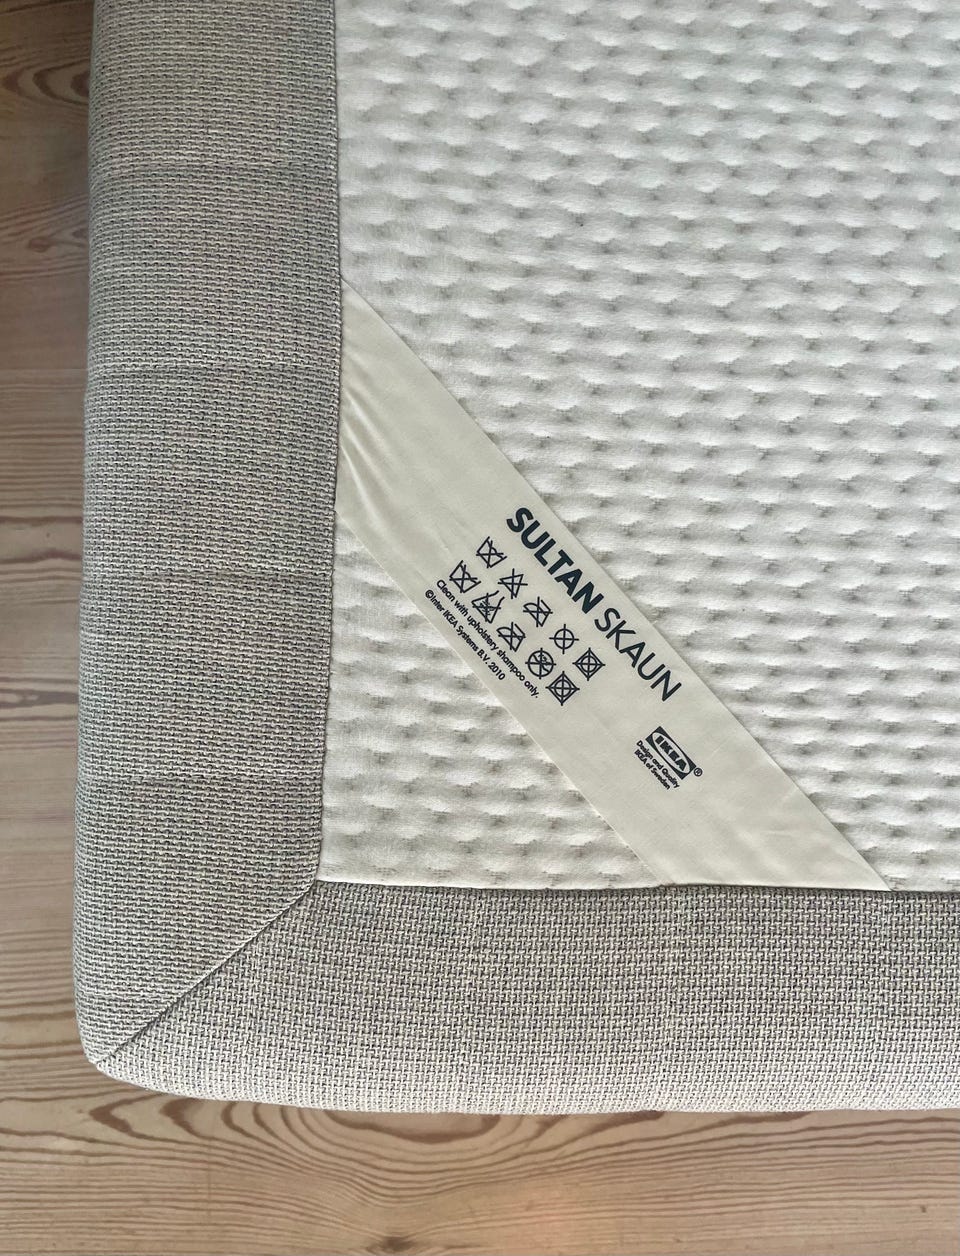 SULTAN SKAUN
Clean with upholstery shampoo only.
©Inter IKEA Systems B.V. 2010
IKEA®
Design and Quality
IKEA of Sweden